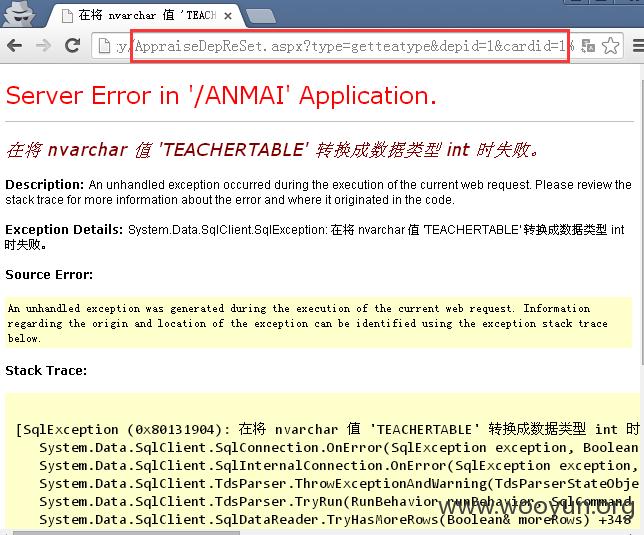 在将 nvarchar 值 'TEACHERT
y/AppraiseDepReSet.aspx?type=getteatype&depid=1&cardid=1%
Server Error in '/ANMAI' Application.
在将 nvarchar 值 'TEACHERTABLE' 转换成数据类型 int 时失败。
Description: An unhandled exception occurred during the execution of the current web request. Please review the
stack trace for more information about the error and where it originated in the code.
Exception Details: System.Data.SqlClient.SqlException: 在将 nvarchar 值 'TEACHERTABLE' 转换成数据类型 int
时失败。
Source Error:
An unhandled exception was generated during the execution of the current web request. Information
regarding the origin and location of the exception can be identified using the exception stack trace
below.
Stack Trace:
[SqlException (0x80131904): 在将 nvarchar 值 'TEACHERTABLE' 转换成数据类型 int 时
System.Data.SqlClient.SqlConnection.OnError(SqlException exception, Boolean
System.Data.SqlClient.SqlInternalConnection.OnError(SqlException exception,
System.Data.SqlClient.TdsParser.ThrowExceptionAndWarning(TdsParserStateObje
System.Data.SqlClient.TdsParser.TryRun(RunBehavior runBehavior, SqlCommand
System.Data.SqlClient.SqlDataReader.TryHasMoreRows(Boolean& moreRows) +348
www.wooyun.org